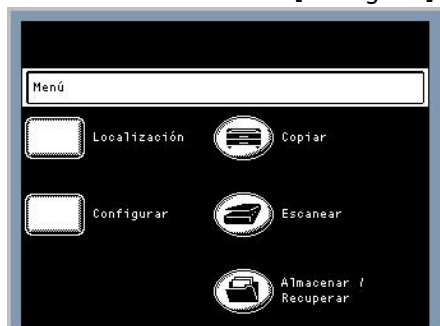 Menú
Localización
Copiar
Configurar
Escanear
Almacenar /
Recuperar